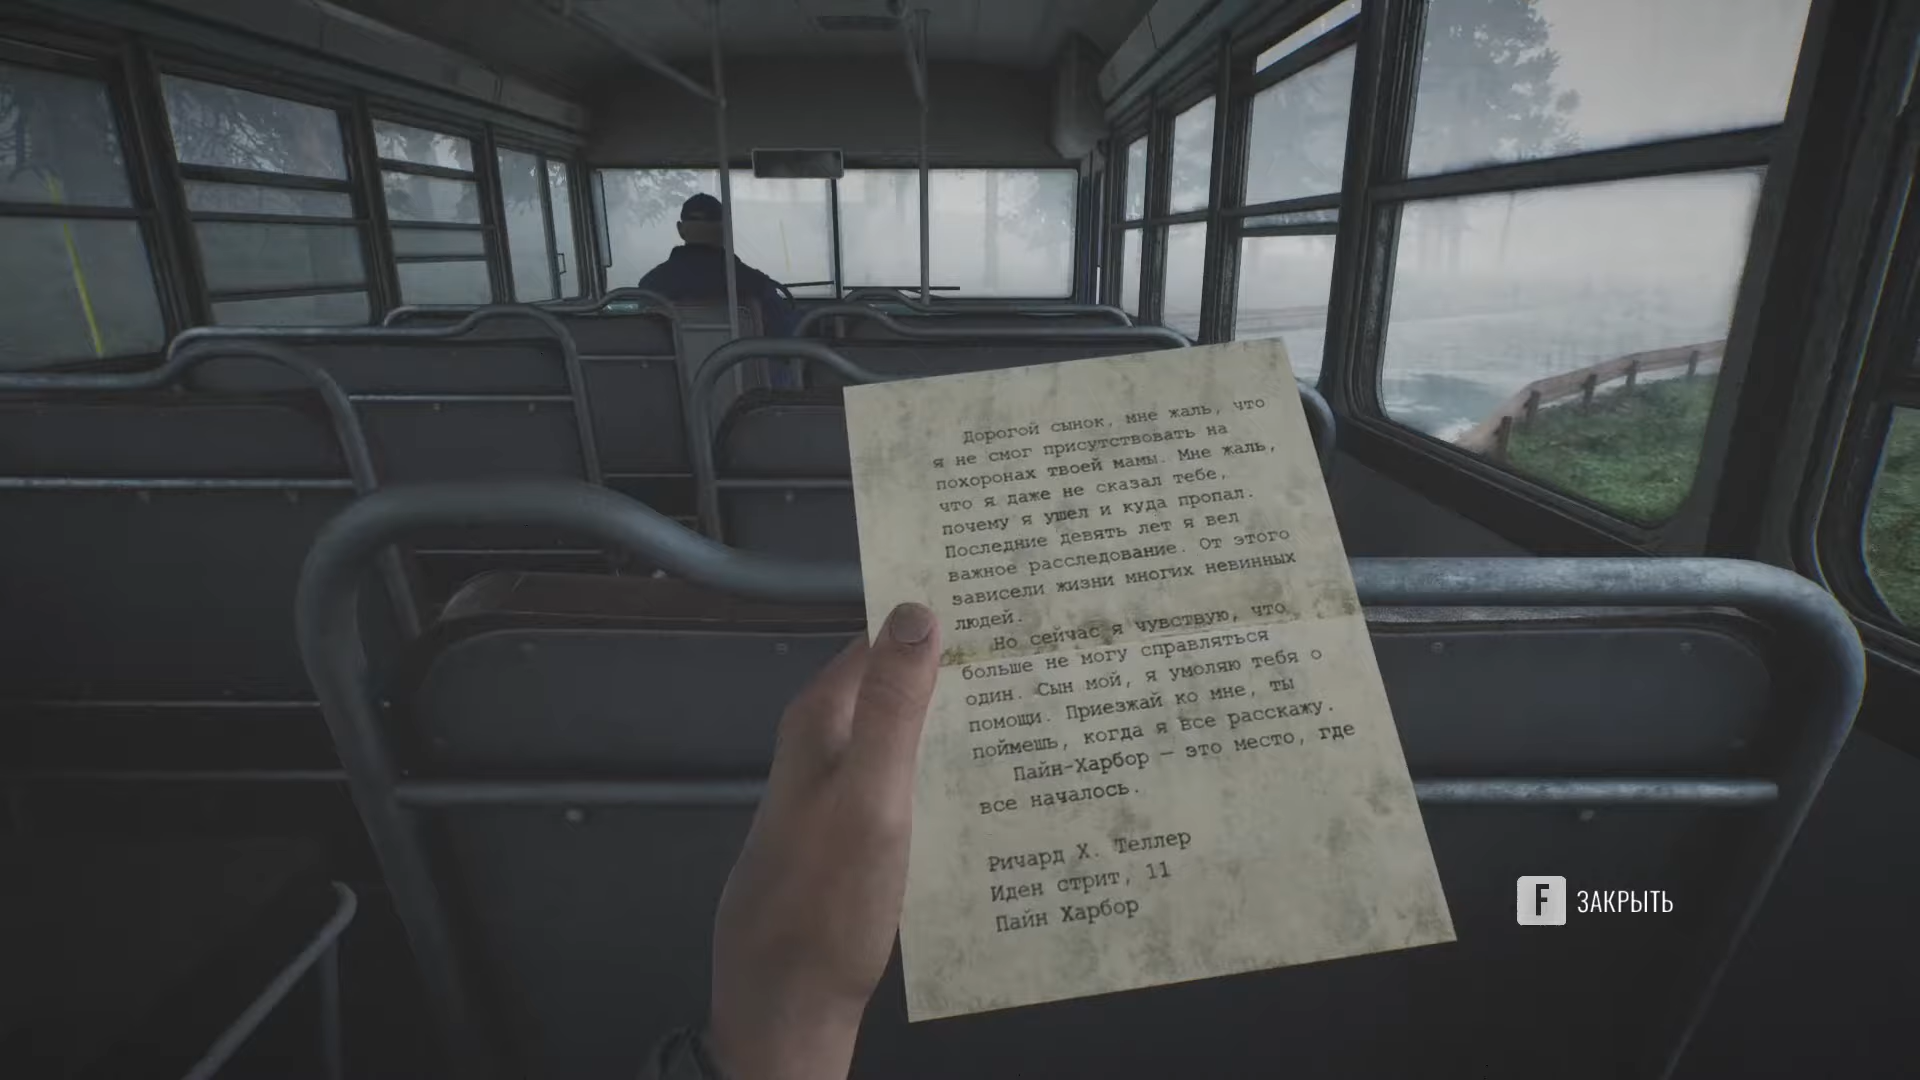 Дорогой сынок, мне жаль, что
я не смог присутствовать на
похоронах твоей мамы. Мне жаль,
что я даже не сказал тебе,
почему я ушел и куда пропал.
Последние девять лет я вел
важное расследование. От этого
зависели жизни многих невинных
людей.
Но сейчас я чувствую, что
больше не могу справляться
один. Сын мой, я умоляю тебя о
помощи. Приезжай ко мне, ты
поймешь, когда я все расскажу.
Пайн-Харбор — это место, где
все началось.
Ричард Х. Теллер
Иден стрит, 11
Пайн Харбор
F ЗАКРЫТЬ